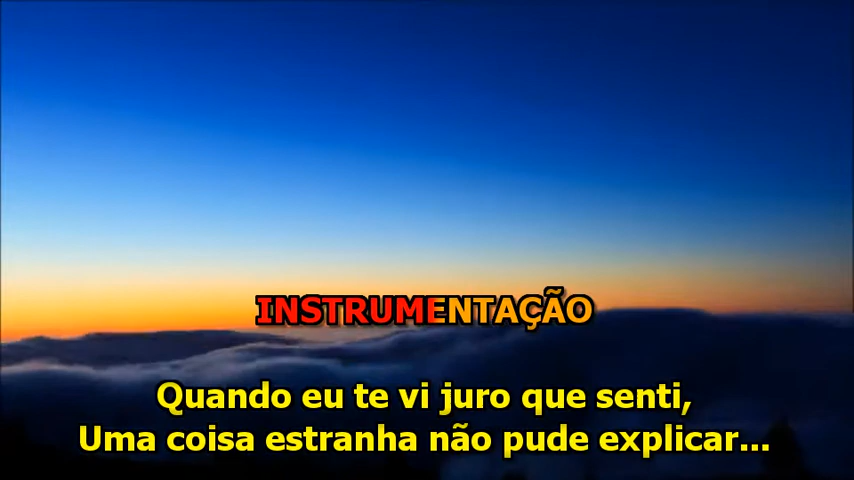 INSTRUMENTAÇÃO
Quando eu te vi juro que senti,
Uma coisa estranha não pude explicar...